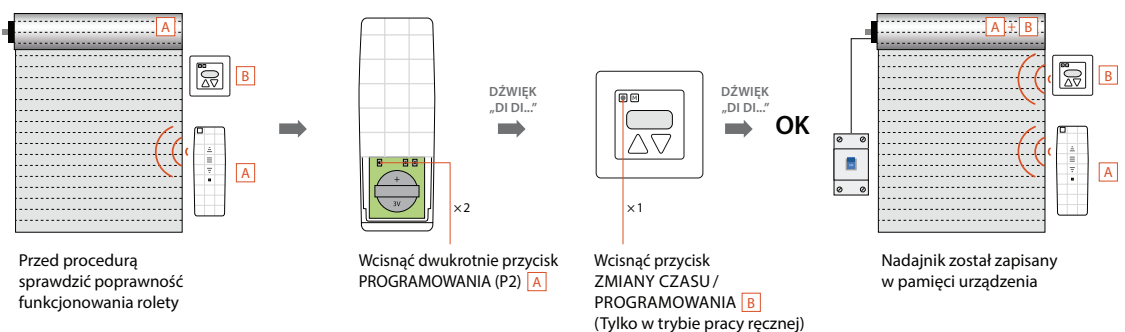 A
B
A
+
3V
×2
DŹWIĘK
„DI DI...”
M
×1
DŹWIĘK
„DI DI...”
OK
A + B
B
A
Przed procedurą
sprawdzić poprawność
funkcjonowania rolety
Wcisnąć dwukrotnie przycisk
PROGRAMOWANIA (P2) A
Wcisnąć przycisk
ZMIANY CZASU /
PROGRAMOWANIA B
(Tylko w trybie pracy ręcznej)
Nadajnik został zapisany
w pamięci urządzenia